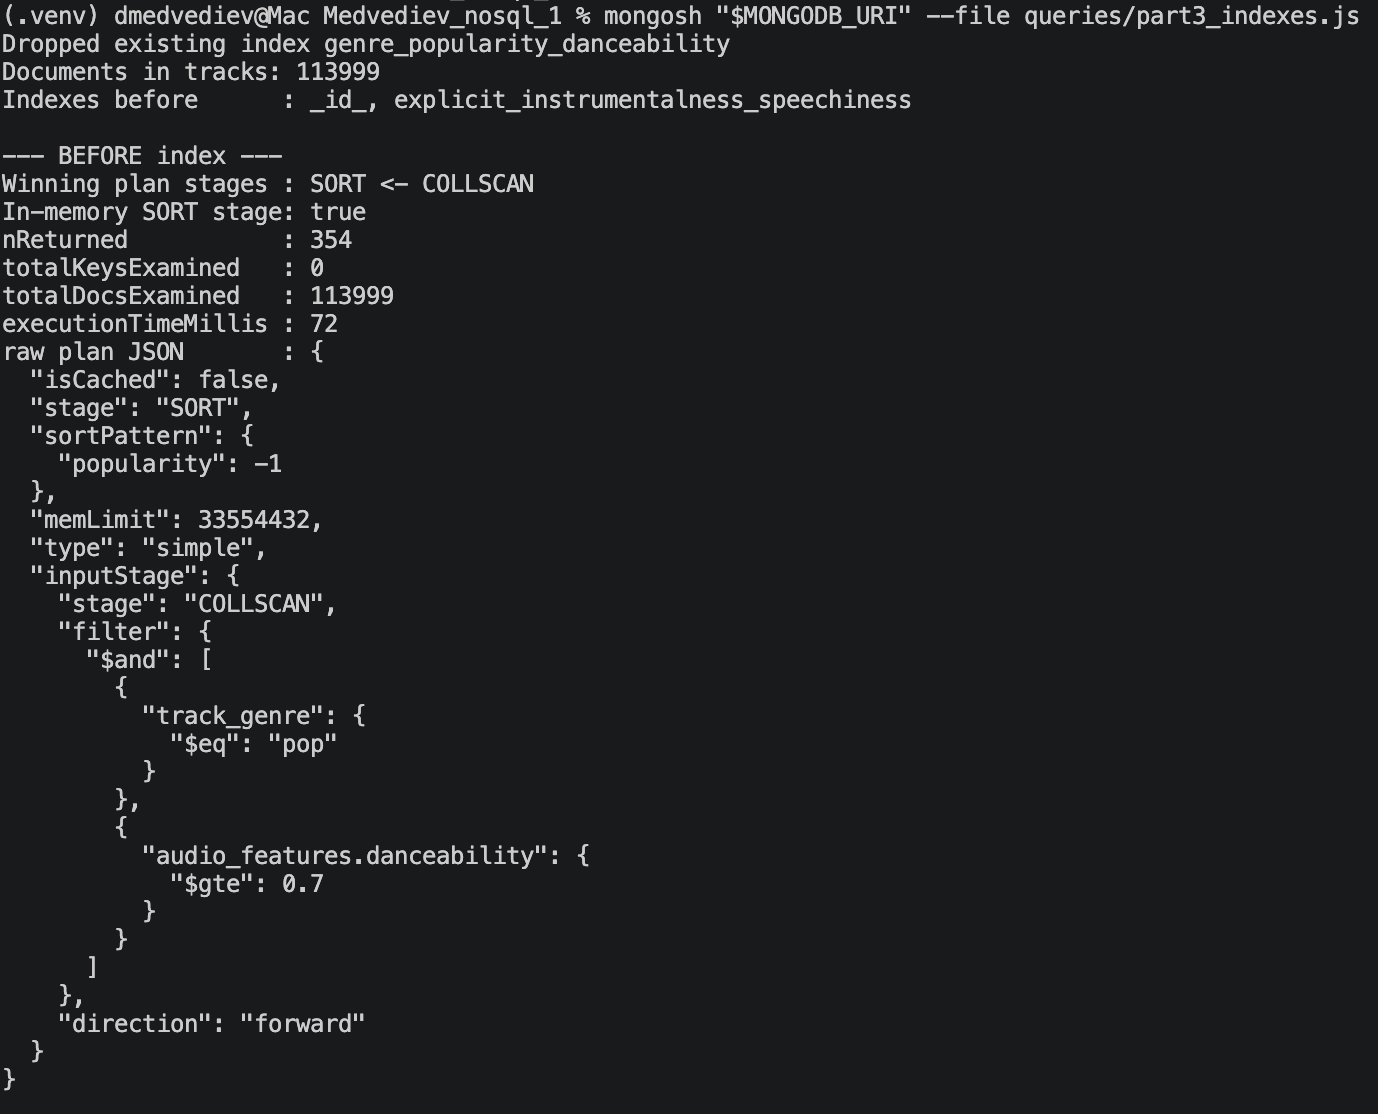 (.venv) dmedvediev@Mac Medvediev_nosql_1 % mongosh "$MONGODB_URI" --file queries/part3_indexes.js
Dropped existing index genre_popularity_danceability
Documents in tracks: 113999
Indexes before      : _id_, explicit_instrumentalness_speechiness

--- BEFORE index ---
Winning plan stages : SORT <- COLLSCAN
In-memory SORT stage: true
nReturned           : 354
totalKeysExamined   : 0
totalDocsExamined   : 113999
executionTimeMillis : 72
raw plan JSON       : {
  "isCached": false,
  "stage": "SORT",
  "sortPattern": {
    "popularity": -1
  },
  "memLimit": 33554432,
  "type": "simple",
  "inputStage": {
    "stage": "COLLSCAN",
    "filter": {
      "$and": [
        {
          "track_genre": {
            "$eq": "pop"
          }
        },
        {
          "audio_features.danceability": {
            "$gte": 0.7
          }
        }
      ]
    },
    "direction": "forward"
  }
}